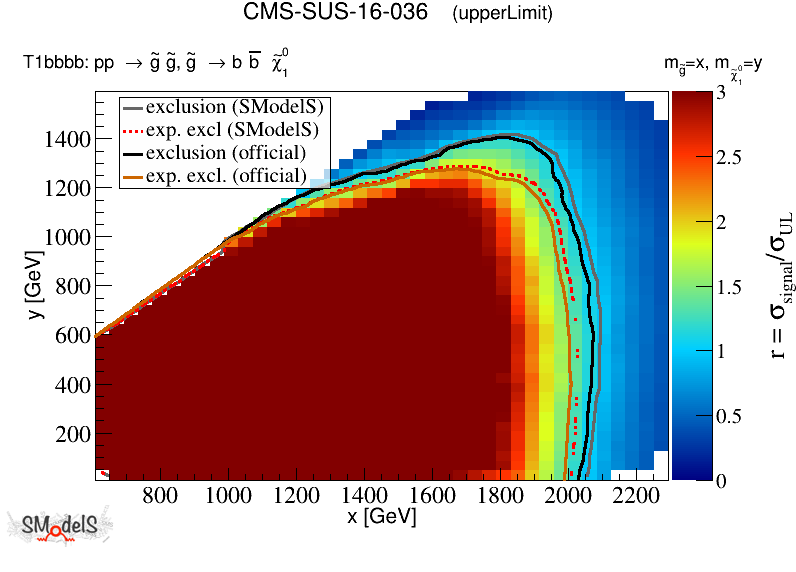 CMS-SUS-16-036 (upperLimit)
T1bbbb: pp → g̃ g̃, g̃ → b b̅ χ̃₁⁰
m_g̃=x, m_χ̃₁⁰=y
exclusion (SModelS)
exp. excl (SModelS)
exclusion (official)
exp. excl. (official)
1400
1200
1000
800
600
400
200
y [GeV]
800 1000 1200 1400 1600 1800 2000 2200
x [GeV]
3
2.5
2
1.5
1
0.5
0
r = σ_signal/σ_UL
SModelS